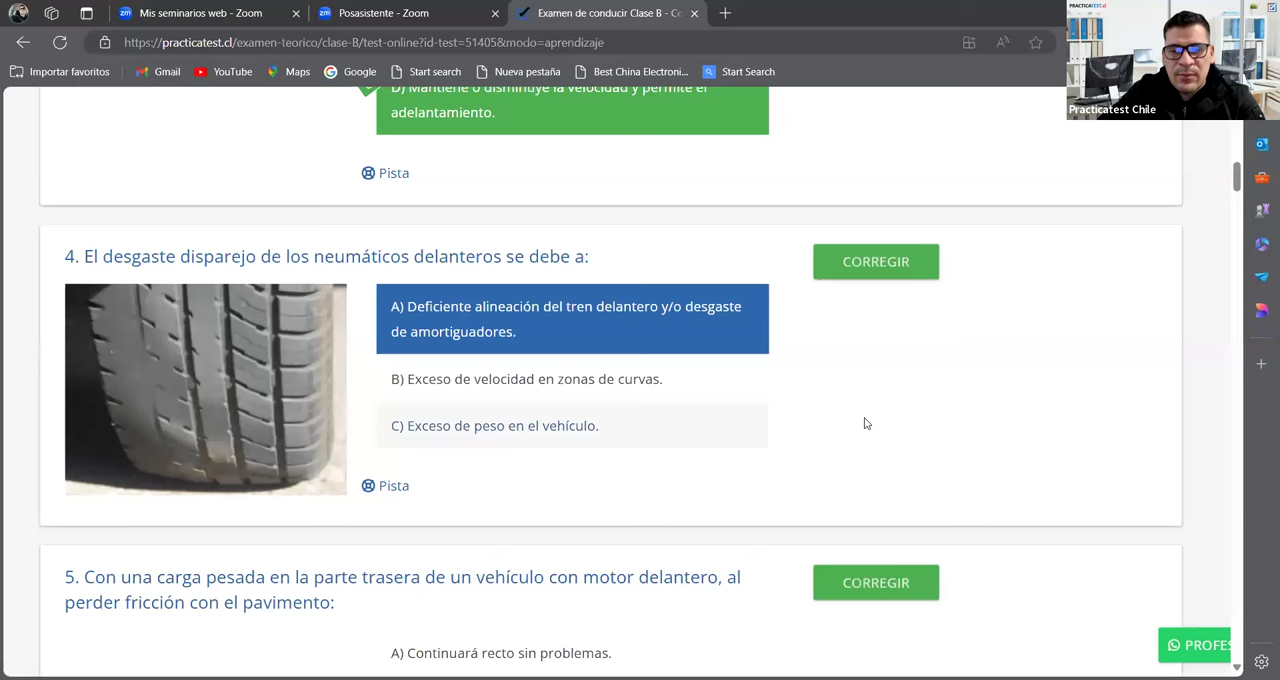 Mis seminarios web - Zoom
Posasistente - Zoom
Examen de conducir Clase B - Co
https://practicatest.cl/examen-teorico/clase-B/test-online?id-test=51405&modo=aprendizaje
Importar favoritos
Gmail
YouTube
Maps
Google
Start search
Nueva pestaña
Best China Electroni...
Start Search
PRACTICATEST.cl
Practicatest Chile
D) Mantiene o disminuye la velocidad y permite el
adelantamiento.
Pista
4. El desgaste disparejo de los neumáticos delanteros se debe a:
CORREGIR
A) Deficiente alineación del tren delantero y/o desgaste
de amortiguadores.
B) Exceso de velocidad en zonas de curvas.
C) Exceso de peso en el vehículo.
Pista
5. Con una carga pesada en la parte trasera de un vehículo con motor delantero, al
perder fricción con el pavimento:
CORREGIR
A) Continuará recto sin problemas.
PROFES